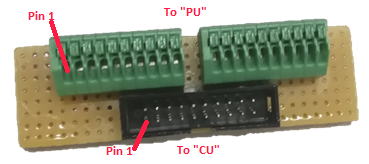 Pin 1
To "PU"
Pin 1
To "CU"